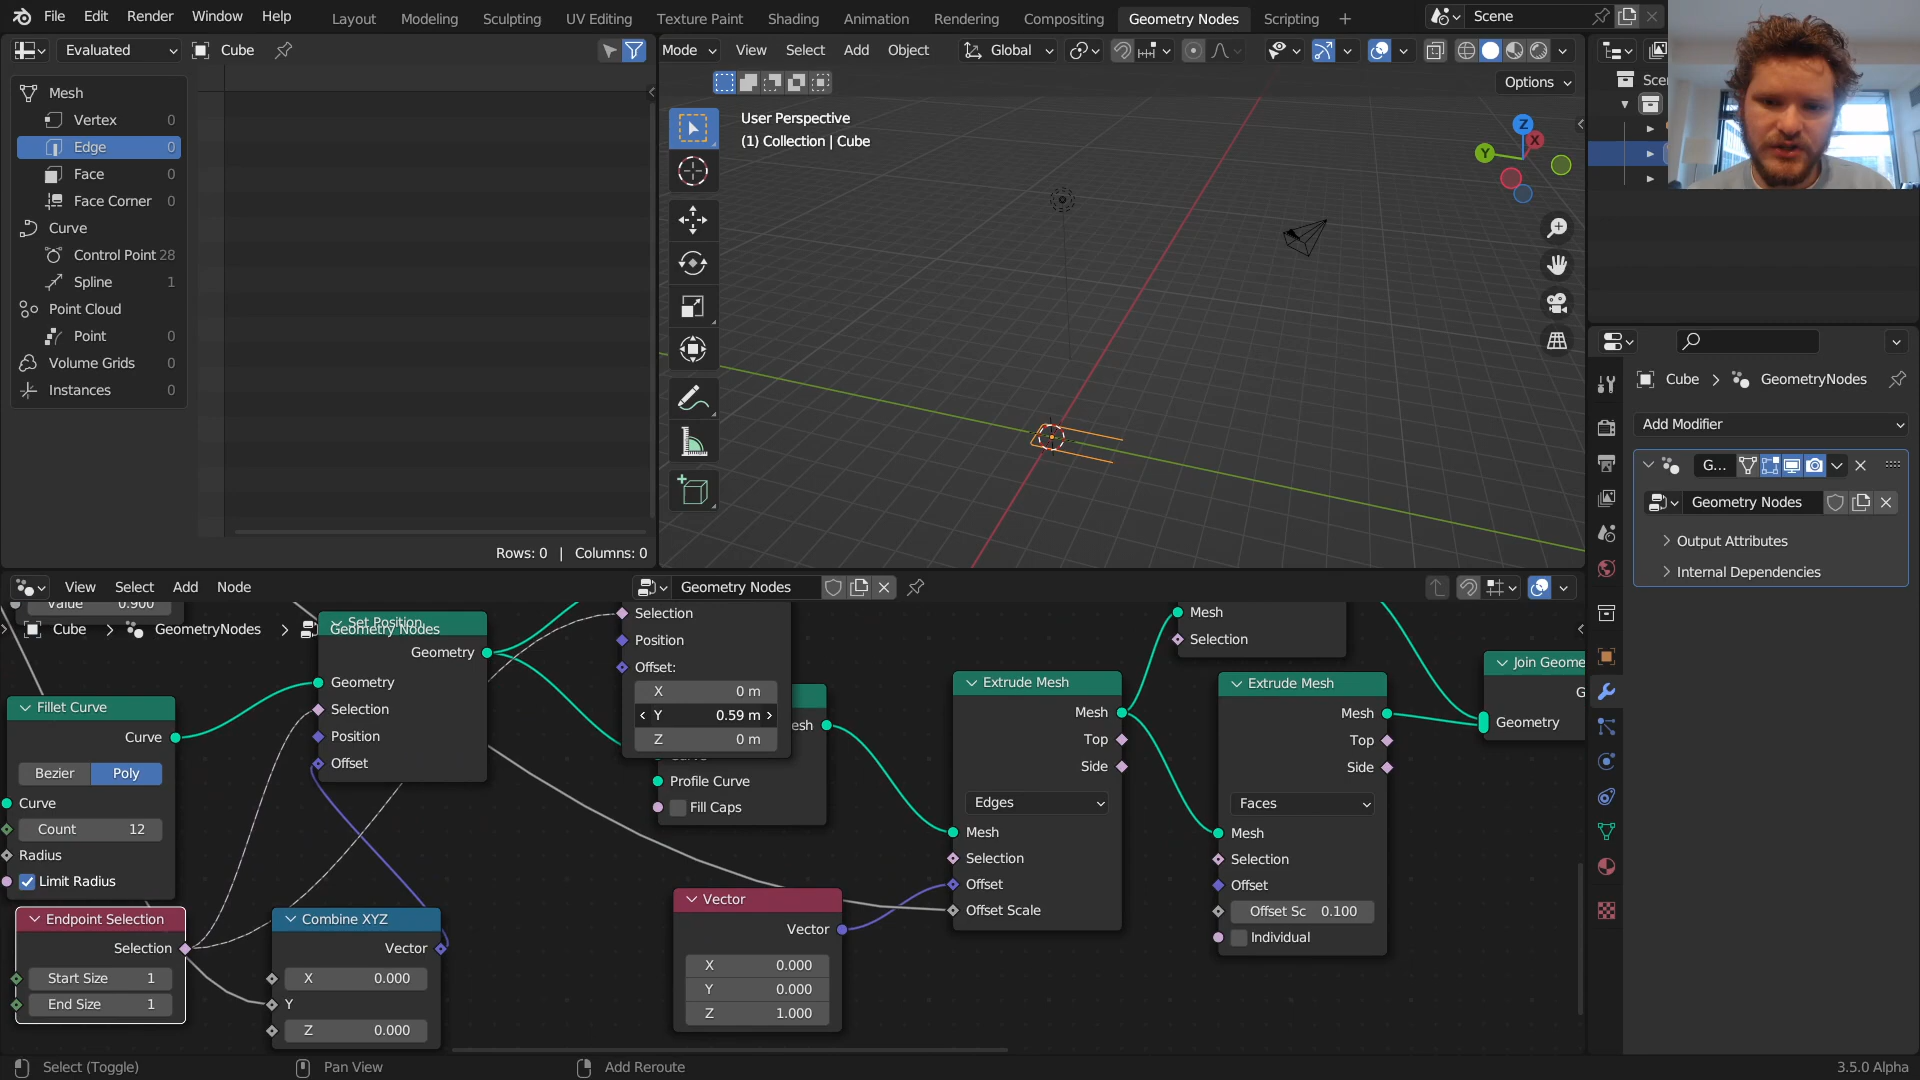 File Edit Render Window Help
Layout Modeling Sculpting UV Editing Texture Paint Shading Animation Rendering Compositing Geometry Nodes Scripting
Scene
Evaluated
Cube
Mode View Select Add Object
Global
Options
Mesh
Vertex 0
Edge 0
Face 0
Face Corner 0
Curve
Control Point 28
Spline 1
Point Cloud
Point 0
Volume Grids 0
Instances 0
Rows: 0 | Columns: 0
User Perspective
(1) Collection | Cube
Z
X
Y
Cube > GeometryNodes
Add Modifier
G...
Geometry Nodes
Output Attributes
Internal Dependencies
View Select Add Node
Geometry Nodes
Value 0.900
Cube > GeometryNodes > Geometry Nodes
Set Position
Geometry
Geometry
Selection
Position
Offset
Fillet Curve
Curve
Bezier Poly
Curve
Count 12
Radius
Limit Radius
Endpoint Selection
Selection
Start Size 1
End Size 1
Combine XYZ
Vector
X 0.000
Y
Z 0.000
Selection
Position
Offset:
X 0 m
Y 0.59 m
Z 0 m
Profile Curve
Fill Caps
Vector
Vector
X 0.000
Y 0.000
Z 1.000
Extrude Mesh
Mesh
Top
Side
Edges
Mesh
Selection
Offset
Offset Scale
Mesh
Selection
Extrude Mesh
Mesh
Top
Side
Faces
Mesh
Selection
Offset
Offset Sc 0.100
Individual
Join Geome
G
Geometry
Select (Toggle)
Pan View
Add Reroute
3.5.0 Alpha